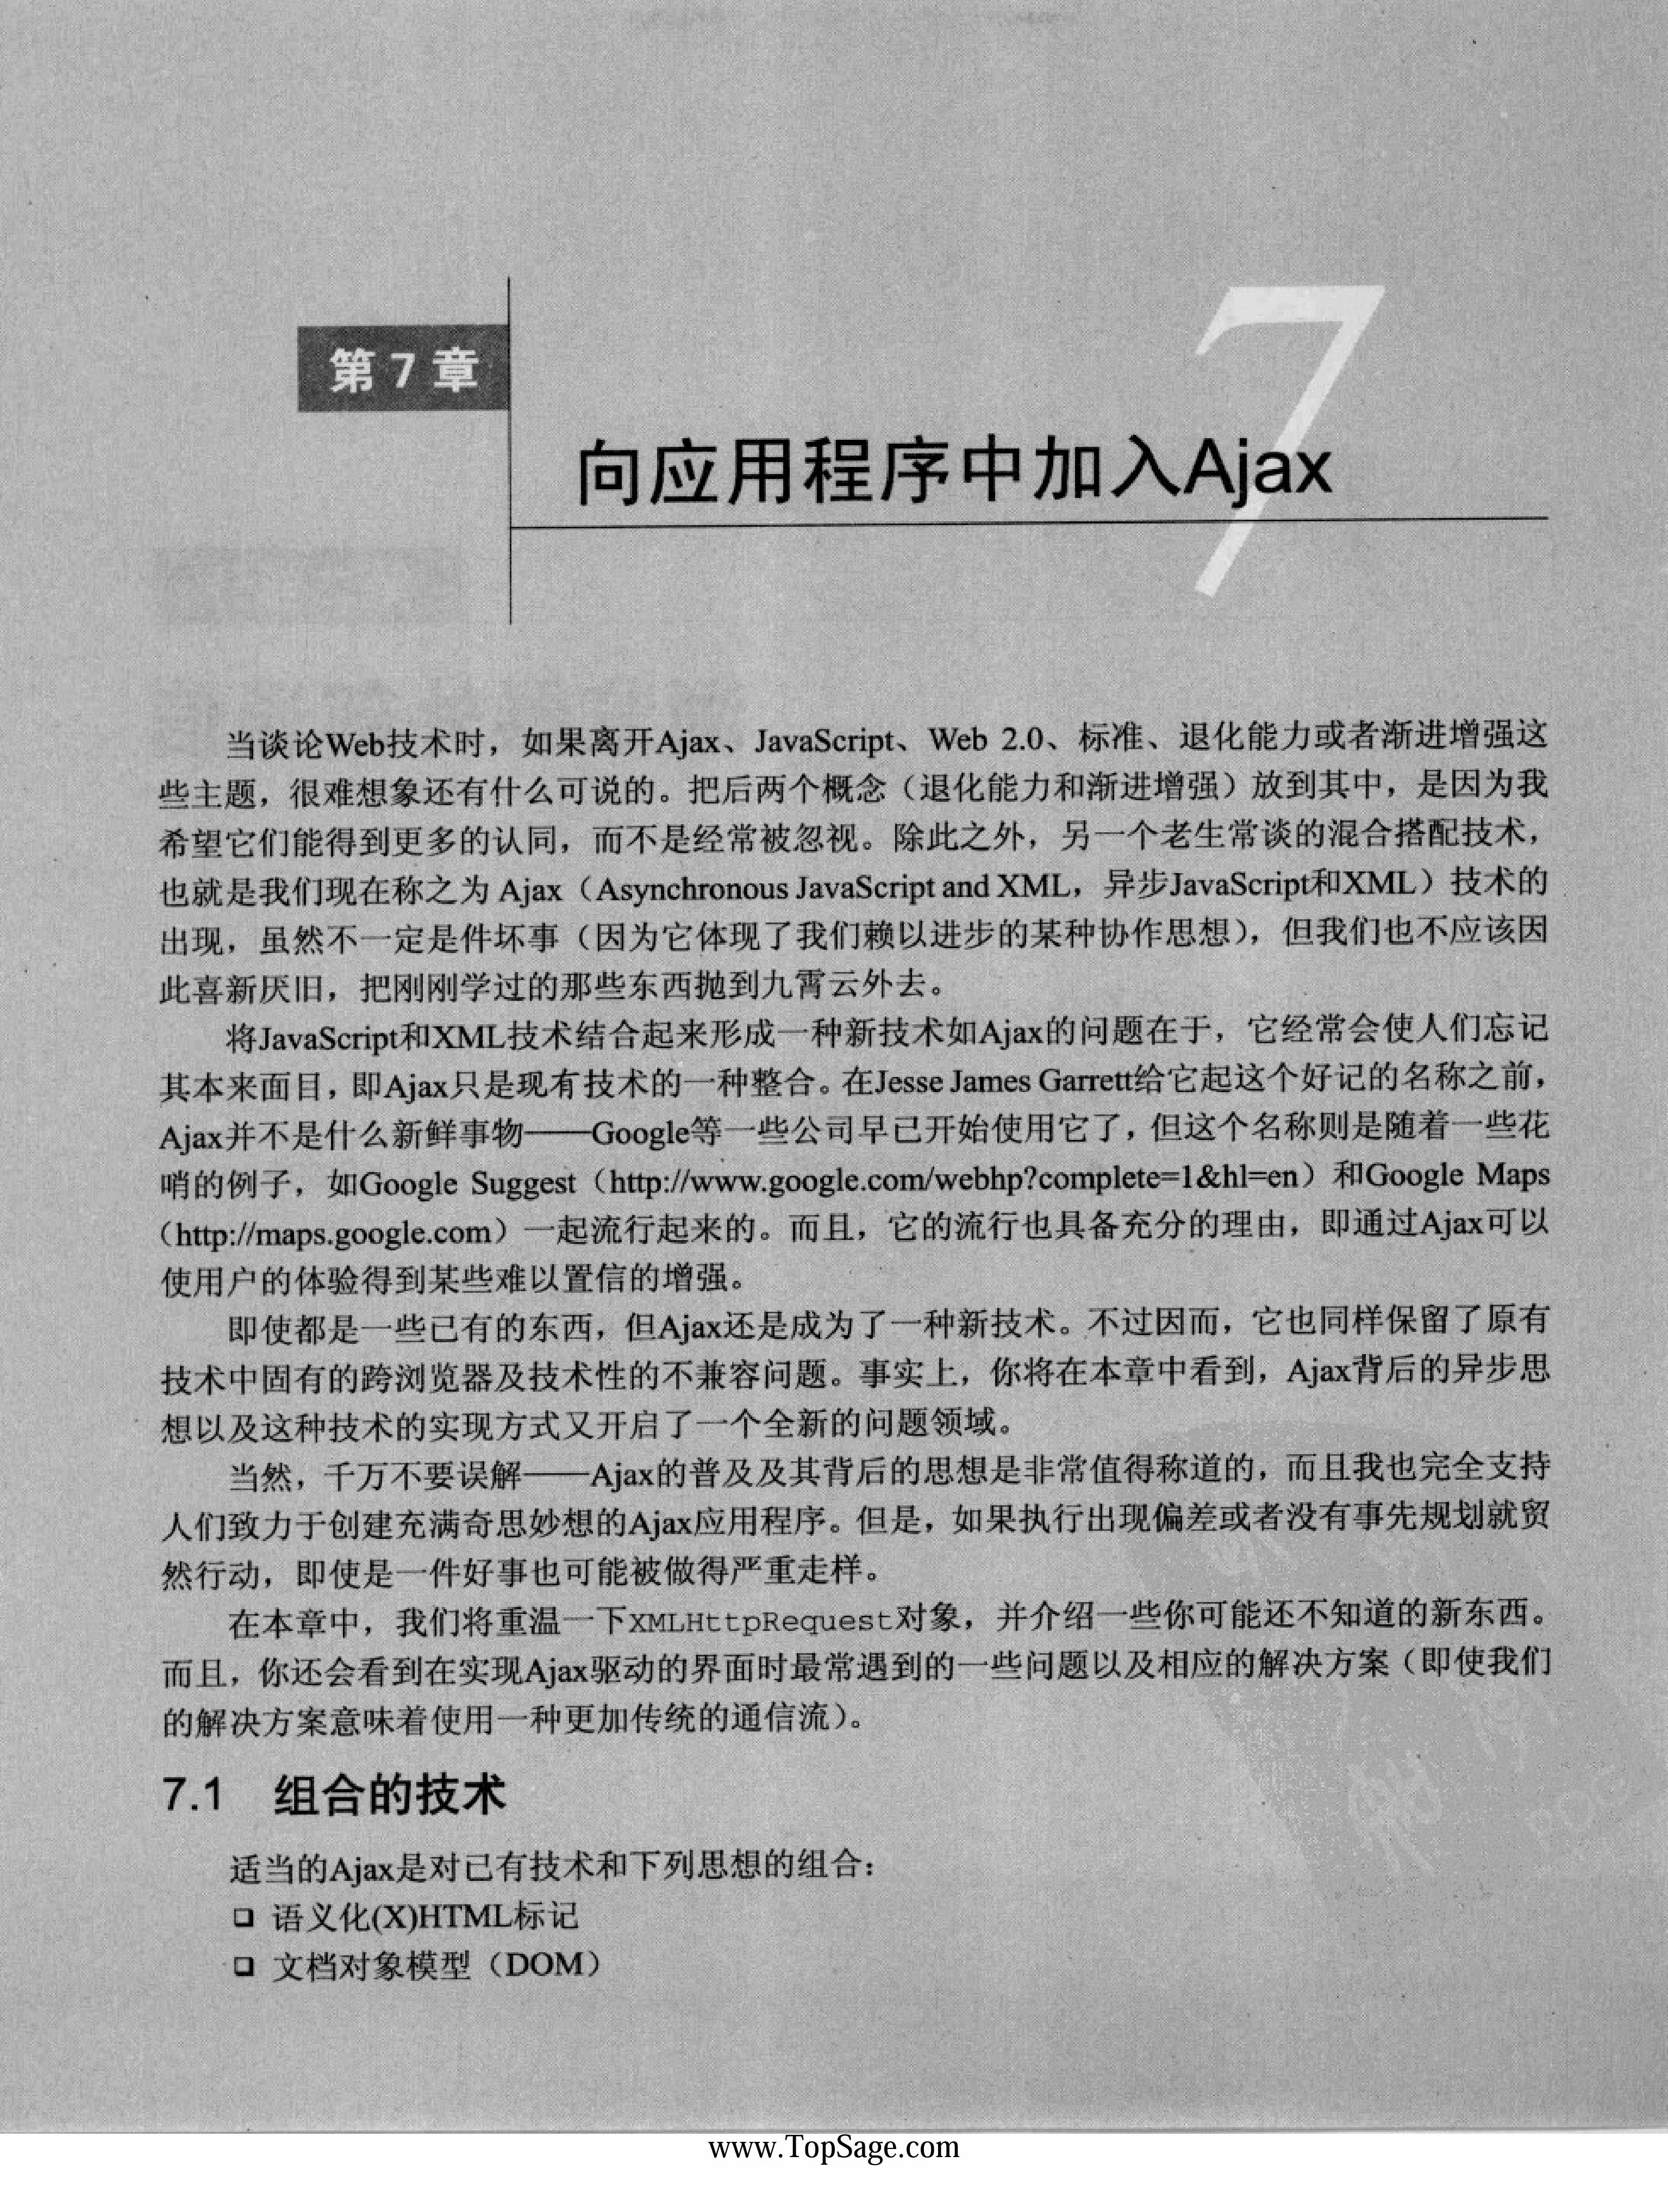 第 7 章
7
向应用程序中加入Ajax
当谈论Web技术时，如果离开Ajax、JavaScript、Web 2.0、标准、退化能力或者渐进增强这
些主题，很难想象还有什么可说的。把后两个概念（退化能力和渐进增强）放到其中，是因为我
希望它们能得到更多的认同，而不是经常被忽视。除此之外，另一个老生常谈的混合搭配技术，
也就是我们现在称之为 Ajax（Asynchronous JavaScript and XML，异步JavaScript和XML）技术的
出现，虽然不一定是件坏事（因为它体现了我们赖以进步的某种协作思想），但我们也不应该因
此喜新厌旧，把刚刚学过的那些东西抛到九霄云外去。
将JavaScript和XML技术结合起来形成一种新技术如Ajax的问题在于，它经常会使人们忘记
其本来面目，即Ajax只是现有技术的一种整合。在Jesse James Garrett给它起这个好记的名称之前，
Ajax并不是什么新鲜事物——Google等一些公司早已开始使用它了，但这个名称则是随着一些花
哨的例子，如Google Suggest（http://www.google.com/webhp?complete=1&hl=en）和Google Maps
（http://maps.google.com）一起流行起来的。而且，它的流行也具备充分的理由，即通过Ajax可以
使用户的体验得到某些难以置信的增强。
即使都是一些已有的东西，但Ajax还是成为了一种新技术。不过因而，它也同样保留了原有
技术中固有的跨浏览器及技术性的不兼容问题。事实上，你将在本章中看到，Ajax背后的异步思
想以及这种技术的实现方式又开启了一个全新的问题领域。
当然，千万不要误解——Ajax的普及及其背后的思想是非常值得称道的，而且我也完全支持
人们致力于创建充满奇思妙想的Ajax应用程序。但是，如果执行出现偏差或者没有事先规划就贸
然行动，即使是一件好事也可能被做得严重走样。
在本章中，我们将重温一下XMLHttpRequest对象，并介绍一些你可能还不知道的新东西。
而且，你还会看到在实现Ajax驱动的界面时最常遇到的一些问题以及相应的解决方案（即使我们
的解决方案意味着使用一种更加传统的通信流）。
7.1 组合的技术
适当的Ajax是对已有技术和下列思想的组合：
❑ 语义化(X)HTML标记
❑ 文档对象模型（DOM）
www.TopSage.com